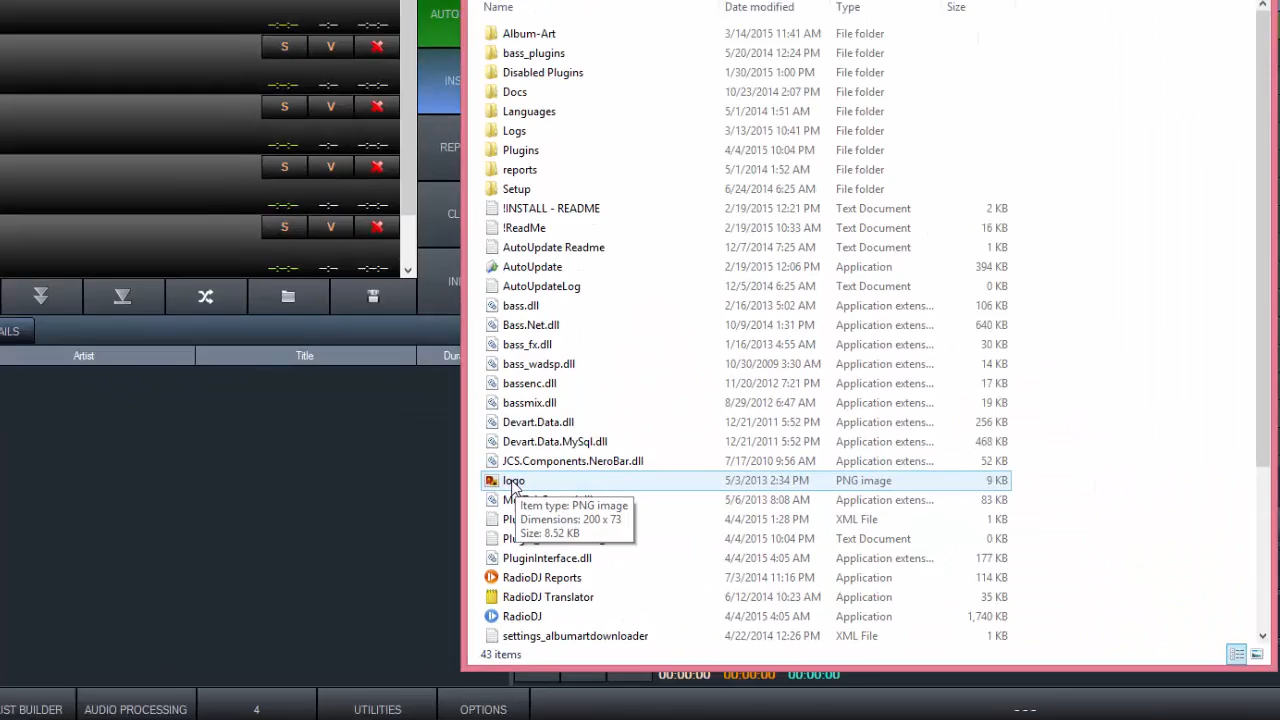 Name Date modified Type Size
Album-Art 3/14/2015 11:41 AM File folder
bass_plugins 5/20/2014 12:24 PM File folder
Disabled Plugins 1/30/2015 1:00 PM File folder
Docs 10/23/2014 2:07 PM File folder
Languages 5/1/2014 1:51 AM File folder
Logs 3/13/2015 10:41 PM File folder
Plugins 4/4/2015 10:04 PM File folder
reports 5/1/2014 1:52 AM File folder
Setup 6/24/2014 6:25 AM File folder
!INSTALL - README 2/19/2015 12:21 PM Text Document 2 KB
!ReadMe 2/19/2015 10:33 AM Text Document 16 KB
AutoUpdate Readme 12/7/2014 7:25 AM Text Document 1 KB
AutoUpdate 2/19/2015 12:06 PM Application 394 KB
AutoUpdateLog 12/5/2014 6:25 AM Text Document 0 KB
bass.dll 2/16/2013 5:02 AM Application extens... 106 KB
Bass.Net.dll 10/9/2014 1:31 PM Application extens... 640 KB
bass_fx.dll 1/16/2013 4:55 AM Application extens... 30 KB
bass_wadsp.dll 10/30/2009 3:30 AM Application extens... 14 KB
bassenc.dll 11/20/2012 7:21 PM Application extens... 17 KB
bassmix.dll 8/29/2012 6:47 AM Application extens... 19 KB
Devart.Data.dll 12/21/2011 5:52 PM Application extens... 256 KB
Devart.Data.MySql.dll 12/21/2011 5:52 PM Application extens... 468 KB
JCS.Components.NeroBar.dll 7/17/2010 9:56 AM Application extens... 52 KB
logo 5/3/2013 2:34 PM PNG image 9 KB
5/6/2013 8:08 AM Application extens... 83 KB
4/4/2015 1:28 PM XML File 1 KB
4/4/2015 10:04 PM Text Document 0 KB
PluginInterface.dll 4/4/2015 4:05 AM Application extens... 177 KB
RadioDJ Reports 7/3/2014 11:16 PM Application 114 KB
RadioDJ Translator 6/12/2014 10:23 AM Application 35 KB
RadioDJ 4/4/2015 4:05 AM Application 1,740 KB
settings_albumartdownloader 4/22/2014 12:26 PM XML File 1 KB
43 items
Item type: PNG image
Dimensions: 200 x 73
Size: 8.52 KB
--:--:-- --:- --:--:--
S V
--:--:-- --:- --:--:--
S V
--:--:-- --:- --:--:--
S V
--:--:-- --:- --:--:--
S V
--:--:-- --:- --:--:--
AUTO
INS
REP
CL
IN
AILS
Artist Title Dura
00:00:00 00:00:00 00:00:00
IST BUILDER AUDIO PROCESSING 4 UTILITIES OPTIONS ---